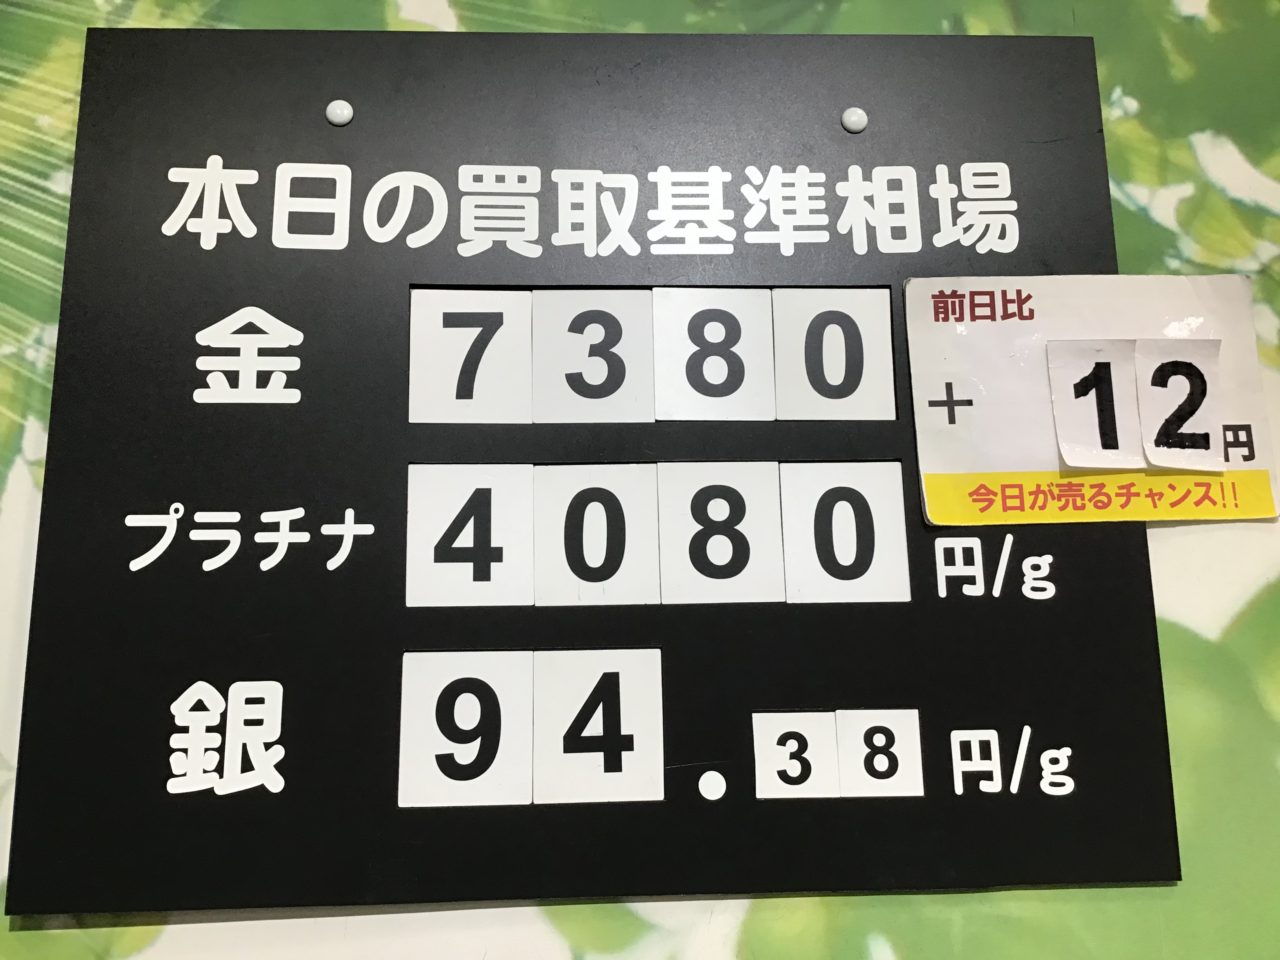 本日の買取基準相場
金 7380
前日比
+ 12円
今日が売るチャンス!!
プラチナ 4080 円/g
銀 94.38 円/g